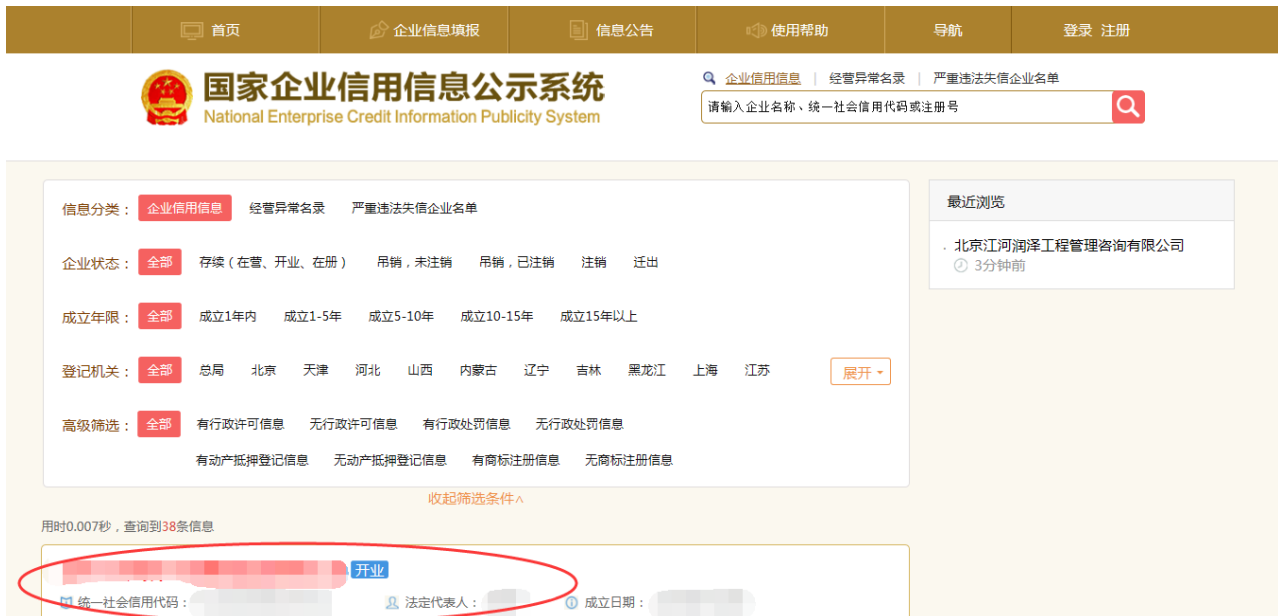 首页 企业信息填报 信息公告 使用帮助 导航 登录 注册
国家企业信用信息公示系统
National Enterprise Credit Information Publicity System
企业信用信息 | 经营异常名录 | 严重违法失信企业名单
请输入企业名称、统一社会信用代码或注册号
信息分类： 企业信用信息 经营异常名录 严重违法失信企业名单
企业状态： 全部 存续（在营、开业、在册） 吊销，未注销 吊销，已注销 注销 迁出
成立年限： 全部 成立1年内 成立1-5年 成立5-10年 成立10-15年 成立15年以上
登记机关： 全部 总局 北京 天津 河北 山西 内蒙古 辽宁 吉林 黑龙江 上海 江苏 展开
高级筛选： 全部 有行政许可信息 无行政许可信息 有行政处罚信息 无行政处罚信息
有动产抵押登记信息 无动产抵押登记信息 有商标注册信息 无商标注册信息
收起筛选条件
最近浏览
北京江河润泽工程管理咨询有限公司
3分钟前
用时0.007秒，查询到38条信息
开业
统一社会信用代码： 法定代表人： 成立日期：